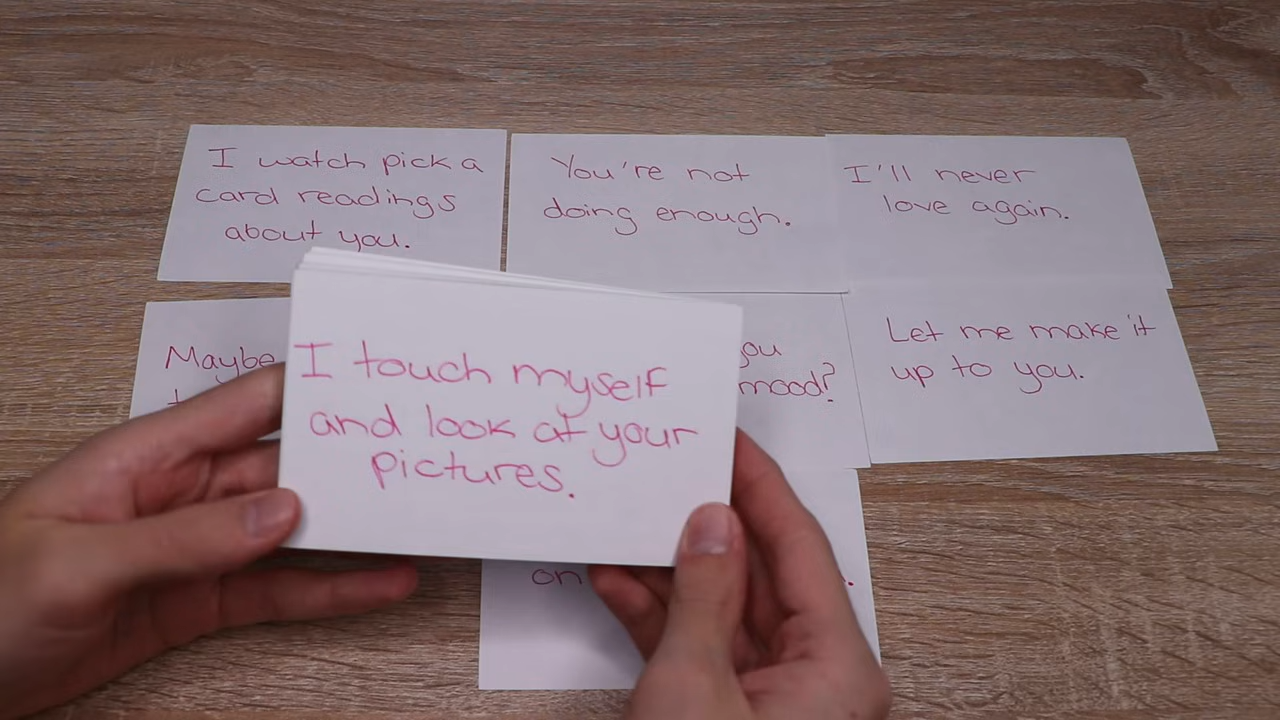 I watch pick a
card readings
about you.
You're not
doing enough.
I'll never
love again.
I touch myself
and look at your
pictures.
Maybe
you
mood?
Let me make it
up to you.
on